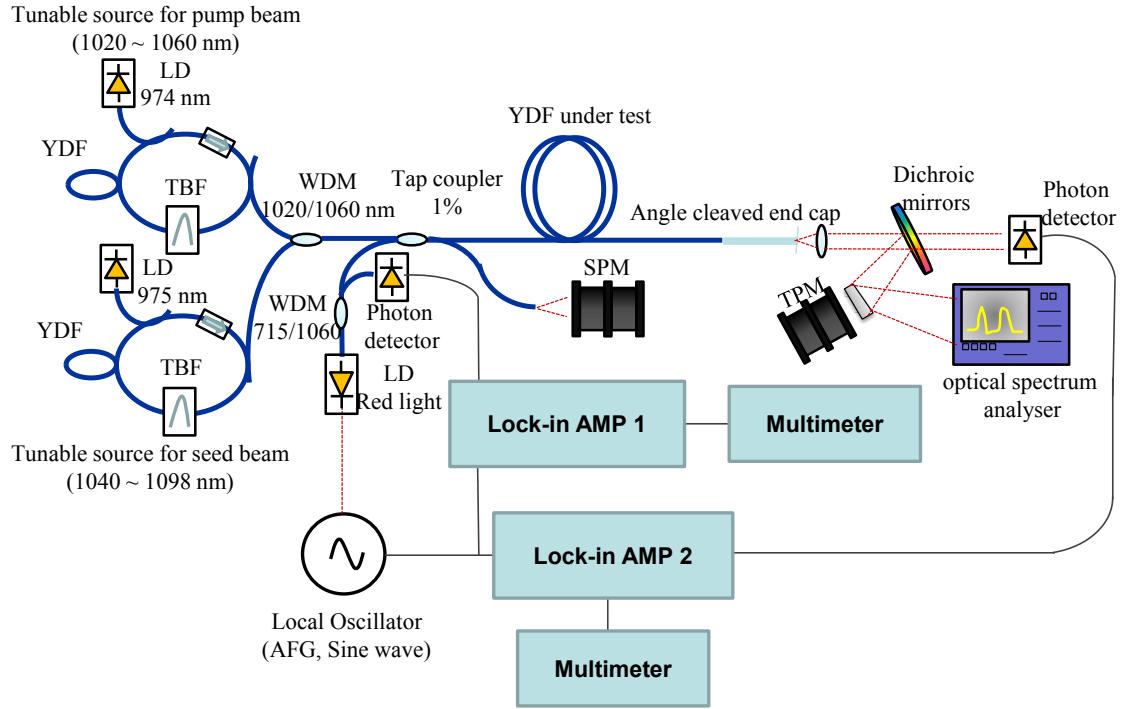 Tunable source for pump beam
(1020 ~ 1060 nm)
LD
974 nm
YDF
TBF
WDM
1020/1060 nm
Tap coupler
1%
YDF under test
Angle cleaved end cap
Dichroic
mirrors
Photon
detector
LD
975 nm
YDF
TBF
WDM
715/1060
Photon
detector
SPM
TPM
optical spectrum
analyser
LD
Red light
Tunable source for seed beam
(1040 ~ 1098 nm)
Lock-in AMP 1
Multimeter
Lock-in AMP 2
Local Oscillator
(AFG, Sine wave)
Multimeter